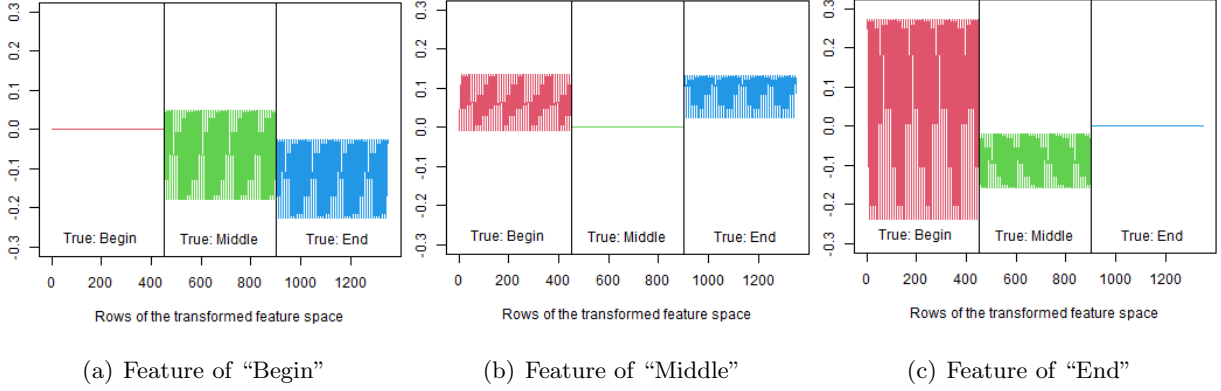 0.3
0.2
0.1
0.0
-0.1
-0.2
-0.3
True: Begin
True: Middle
True: End
0 200 400 600 800 1000 1200
Rows of the transformed feature space
(a) Feature of “Begin”
0.3
0.2
0.1
0.0
-0.1
-0.2
-0.3
True: Begin
True: Middle
True: End
0 200 400 600 800 1000 1200
Rows of the transformed feature space
(b) Feature of “Middle”
0.3
0.2
0.1
0.0
-0.1
-0.2
-0.3
True: Begin
True: Middle
True: End
0 200 400 600 800 1000 1200
Rows of the transformed feature space
(c) Feature of “End”